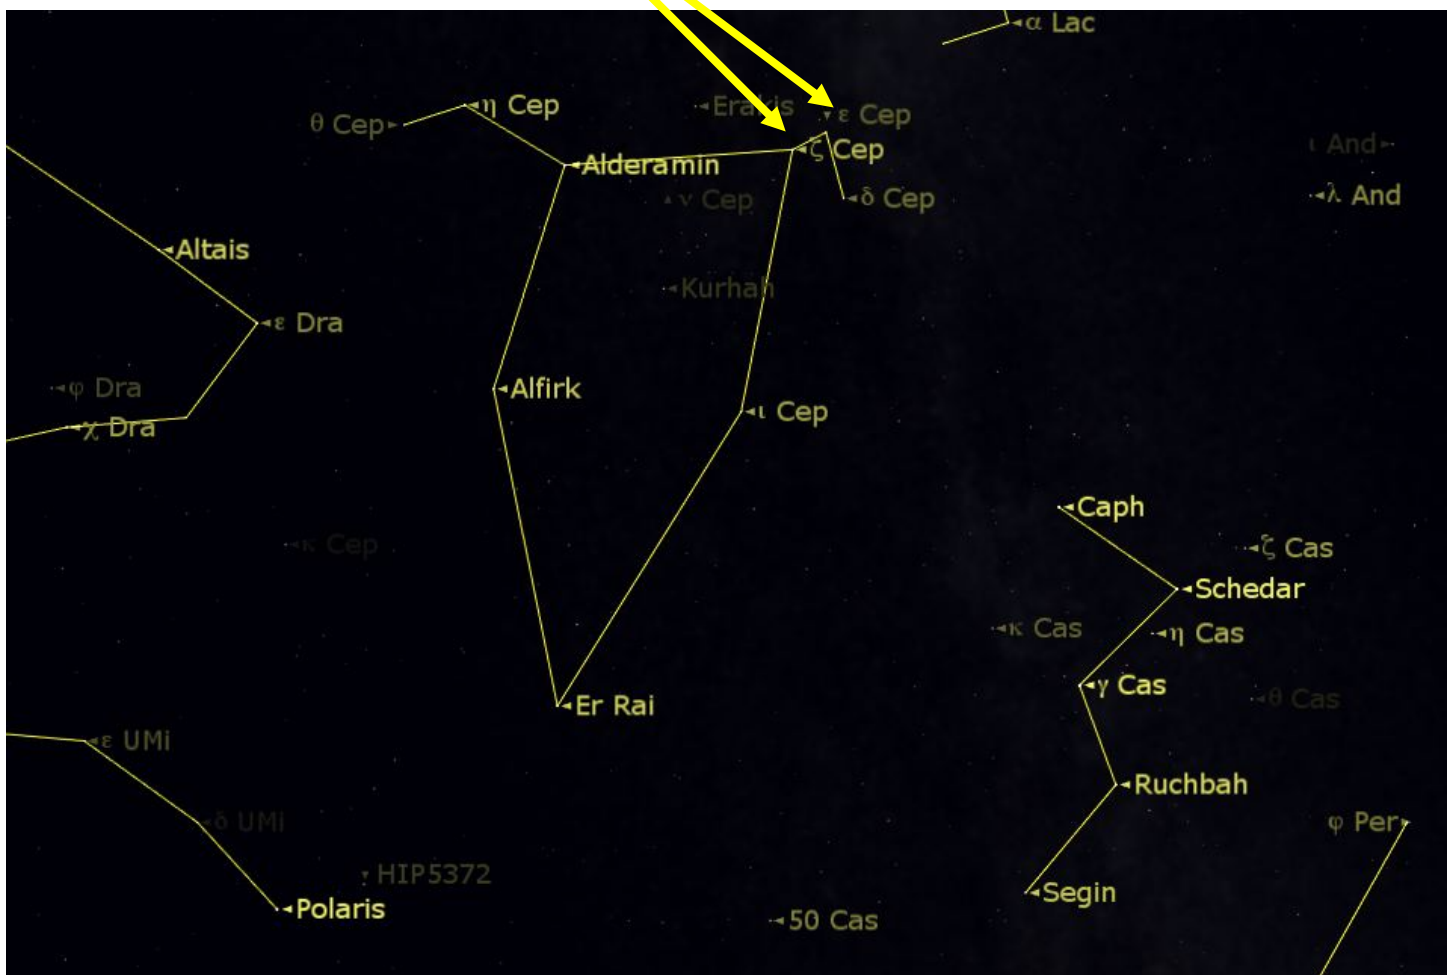 α Lac
η Cep
Erakis
ε Cep
θ Cep
ζ Cep
ι And
Alderamin
ν Cep
δ Cep
λ And
Altais
Kurhah
ε Dra
φ Dra
Alfirk
ι Cep
χ Dra
Caph
κ Cep
ζ Cas
Schedar
κ Cas
η Cas
γ Cas
θ Cas
Er Rai
ε UMi
Ruchbah
δ UMi
φ Per
HIP5372
Segin
Polaris
50 Cas